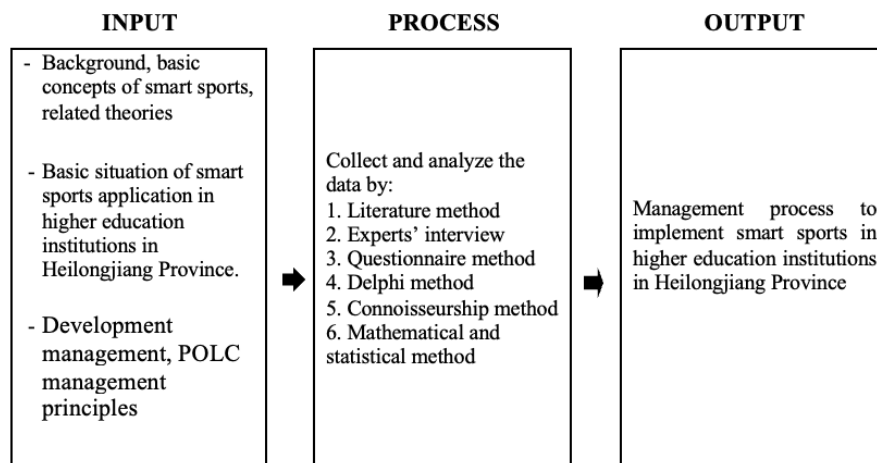 INPUT
- Background, basic
concepts of smart sports,
related theories
- Basic situation of smart
sports application in
higher education
institutions in
Heilongjiang Province.
- Development
management, POLC
management
principles
PROCESS
Collect and analyze the
data by:
1. Literature method
2. Experts’ interview
3. Questionnaire method
4. Delphi method
5. Connoisseurship method
6. Mathematical and
statistical method
OUTPUT
Management process to
implement smart sports in
higher education institutions
in Heilongjiang Province